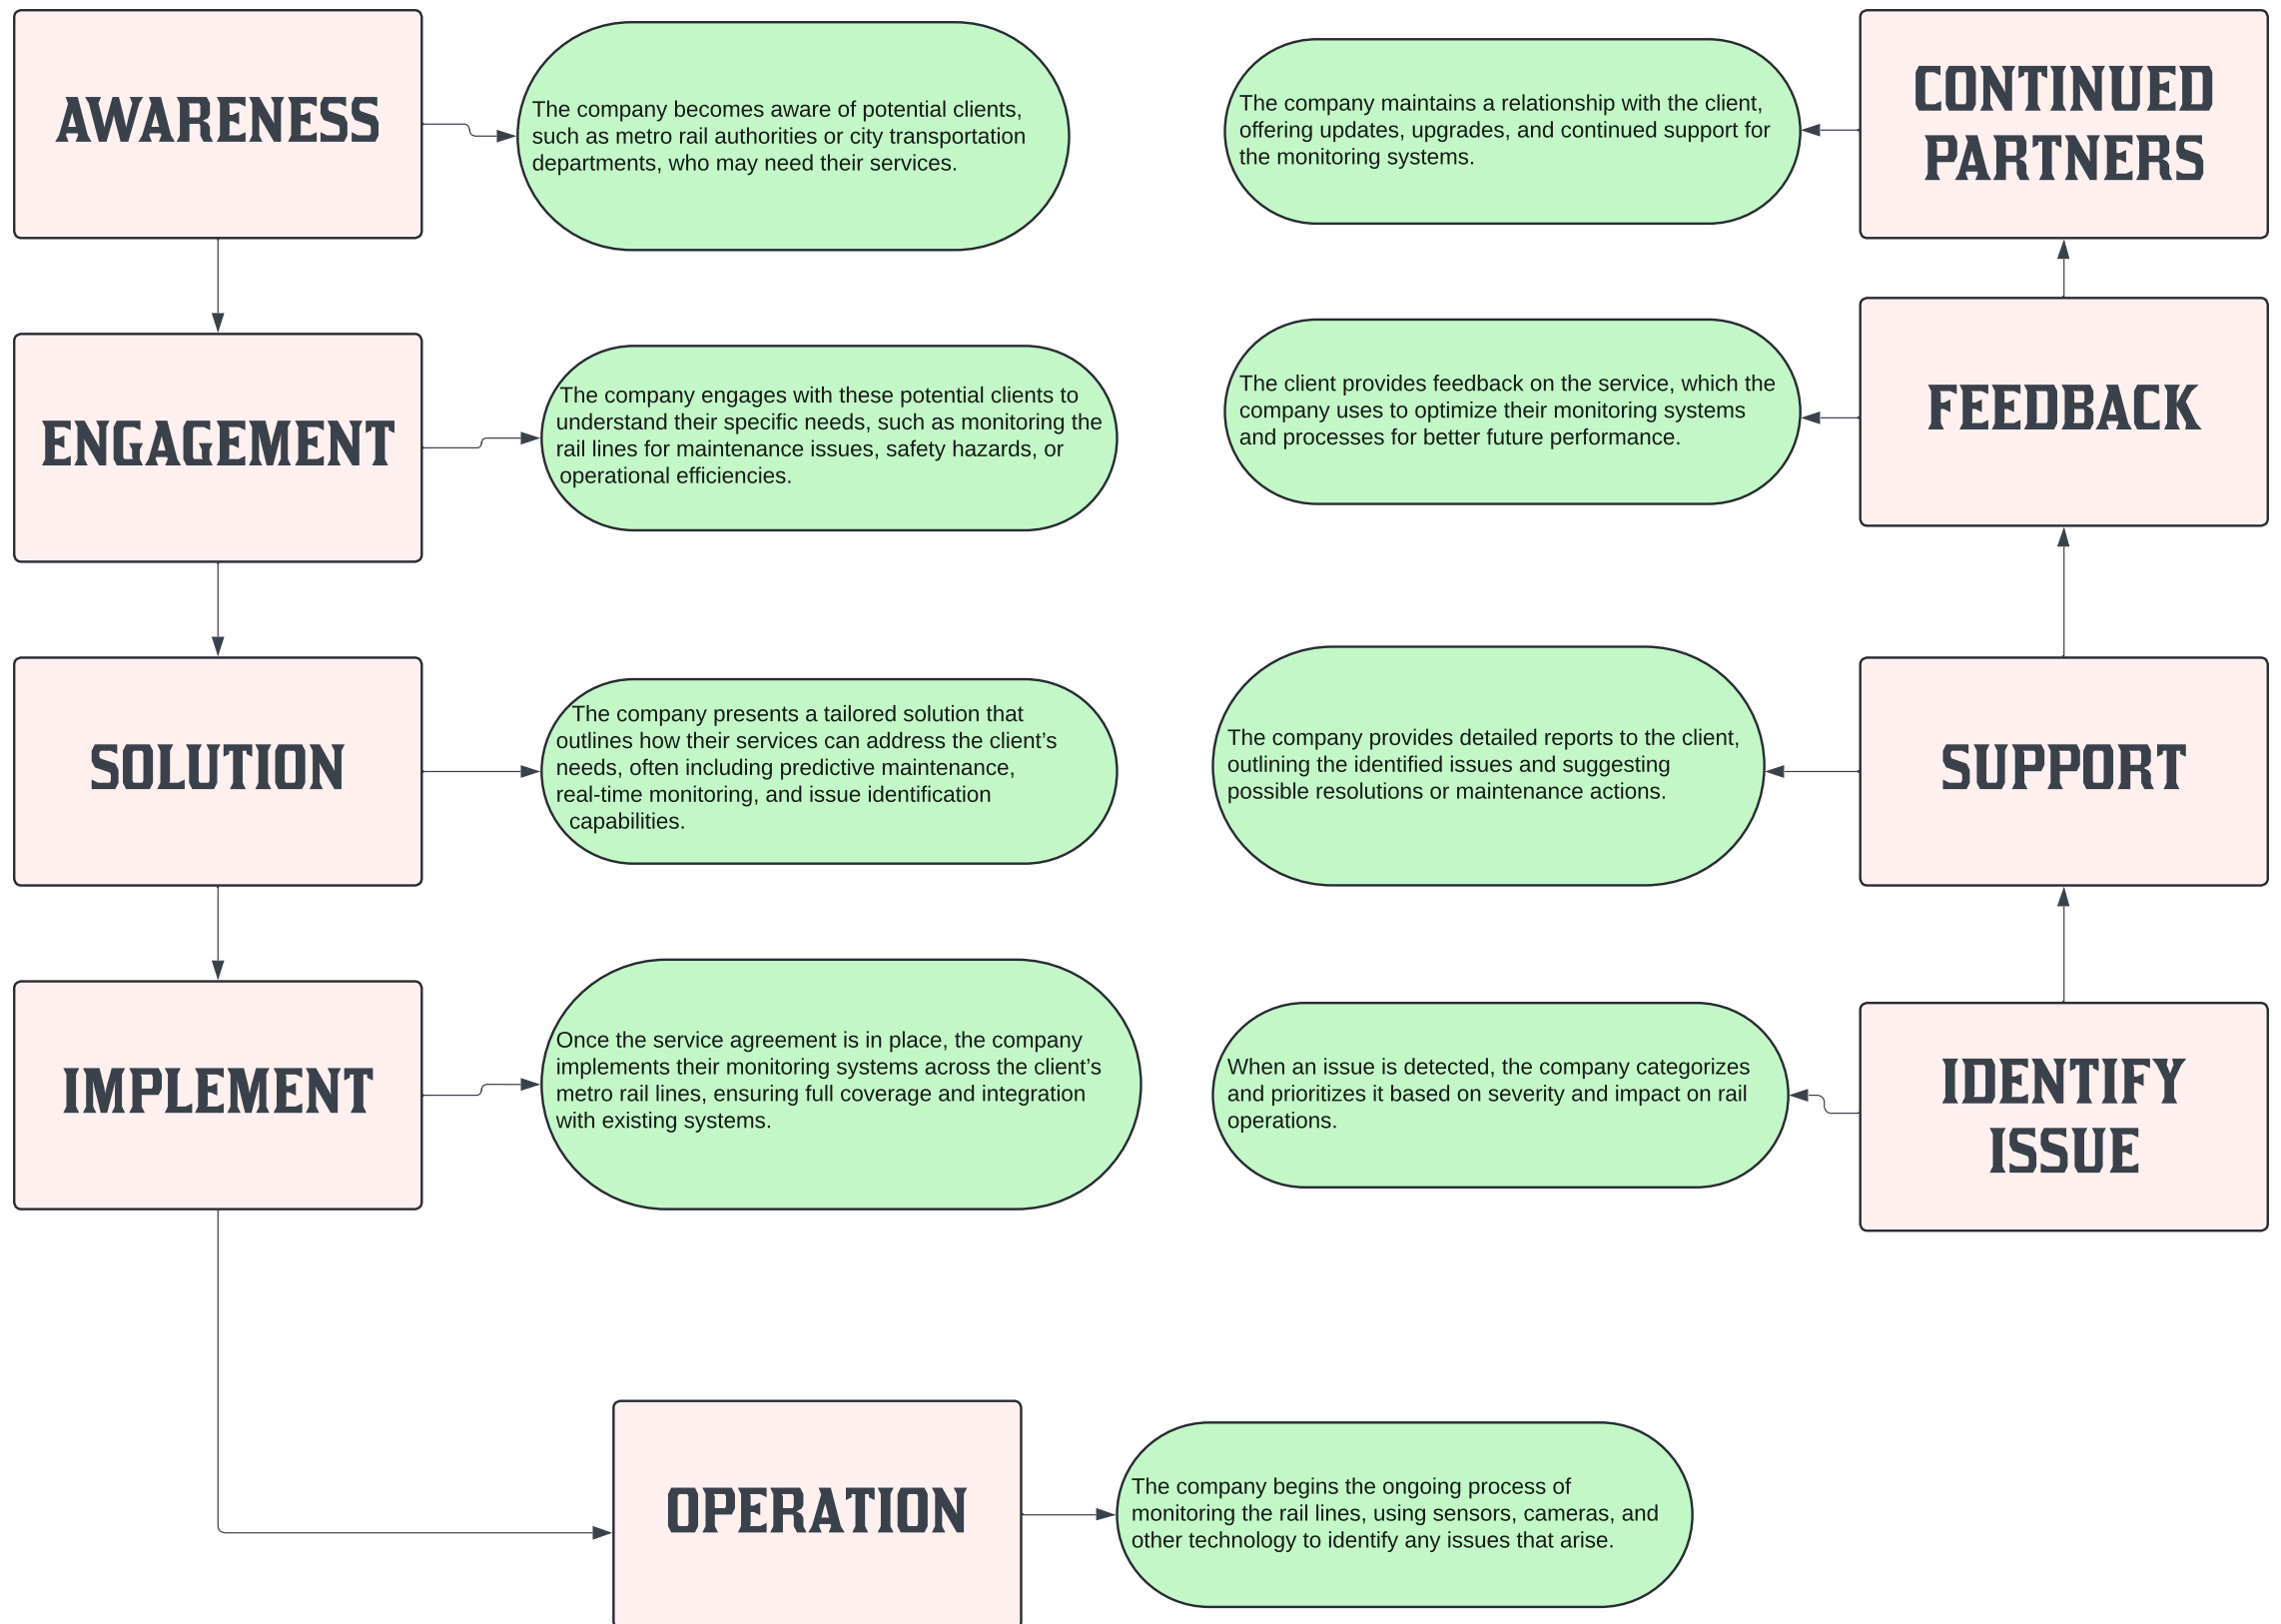 AWARENESS
The company becomes aware of potential clients,
such as metro rail authorities or city transportation
departments, who may need their services.
ENGAGEMENT
The company engages with these potential clients to
understand their specific needs, such as monitoring the
rail lines for maintenance issues, safety hazards, or
operational efficiencies.
SOLUTION
The company presents a tailored solution that
outlines how their services can address the client’s
needs, often including predictive maintenance,
real-time monitoring, and issue identification
capabilities.
IMPLEMENT
Once the service agreement is in place, the company
implements their monitoring systems across the client’s
metro rail lines, ensuring full coverage and integration
with existing systems.
OPERATION
The company begins the ongoing process of
monitoring the rail lines, using sensors, cameras, and
other technology to identify any issues that arise.
IDENTIFY
ISSUE
When an issue is detected, the company categorizes
and prioritizes it based on severity and impact on rail
operations.
SUPPORT
The company provides detailed reports to the client,
outlining the identified issues and suggesting
possible resolutions or maintenance actions.
FEEDBACK
The client provides feedback on the service, which the
company uses to optimize their monitoring systems
and processes for better future performance.
CONTINUED
PARTNERS
The company maintains a relationship with the client,
offering updates, upgrades, and continued support for
the monitoring systems.